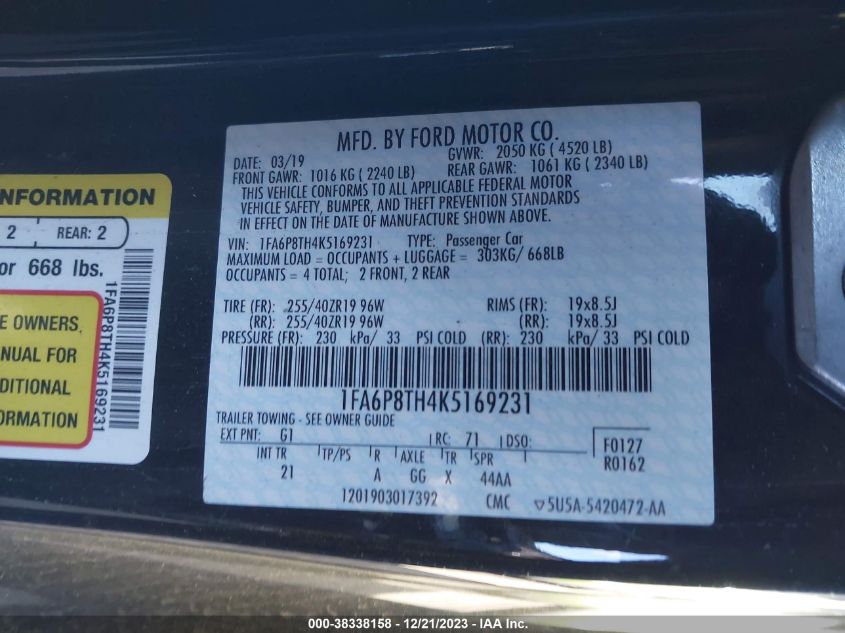 NFORMATION
2 REAR: 2
or 668 lbs.
E OWNERS,
NUAL FOR
DITIONAL
FORMATION
1FA6P8TH4K5169231
MFD. BY FORD MOTOR CO.
DATE: 03/19 GVWR: 2050 KG ( 4520 LB)
FRONT GAWR: 1016 KG ( 2240 LB) REAR GAWR: 1061 KG ( 2340 LB)
THIS VEHICLE CONFORMS TO ALL APPLICABLE FEDERAL MOTOR
VEHICLE SAFETY, BUMPER, AND THEFT PREVENTION STANDARDS
IN EFFECT ON THE DATE OF MANUFACTURE SHOWN ABOVE.
VIN: 1FA6P8TH4K5169231 TYPE: Passenger Car
MAXIMUM LOAD = OCCUPANTS + LUGGAGE = 303KG/ 668LB
OCCUPANTS = 4 TOTAL; 2 FRONT, 2 REAR
TIRE (FR): 255/40ZR19 96W RIMS (FR): 19x8.5J
(RR): 255/40ZR19 96W (RR): 19x8.5J
PRESSURE (FR): 230 kPa/ 33 PSI COLD (RR): 230 kPa/ 33 PSI COLD
1FA6P8TH4K5169231
TRAILER TOWING - SEE OWNER GUIDE
EXT PNT: G1 RC: 71 DSO: F0127
INT TR TP/PS R AXLE TR SPR R0162
21 A GG X 44AA
1201903017392 CMC 5U5A-5420472-AA
000-38338158 - 12/21/2023 - IAA Inc.